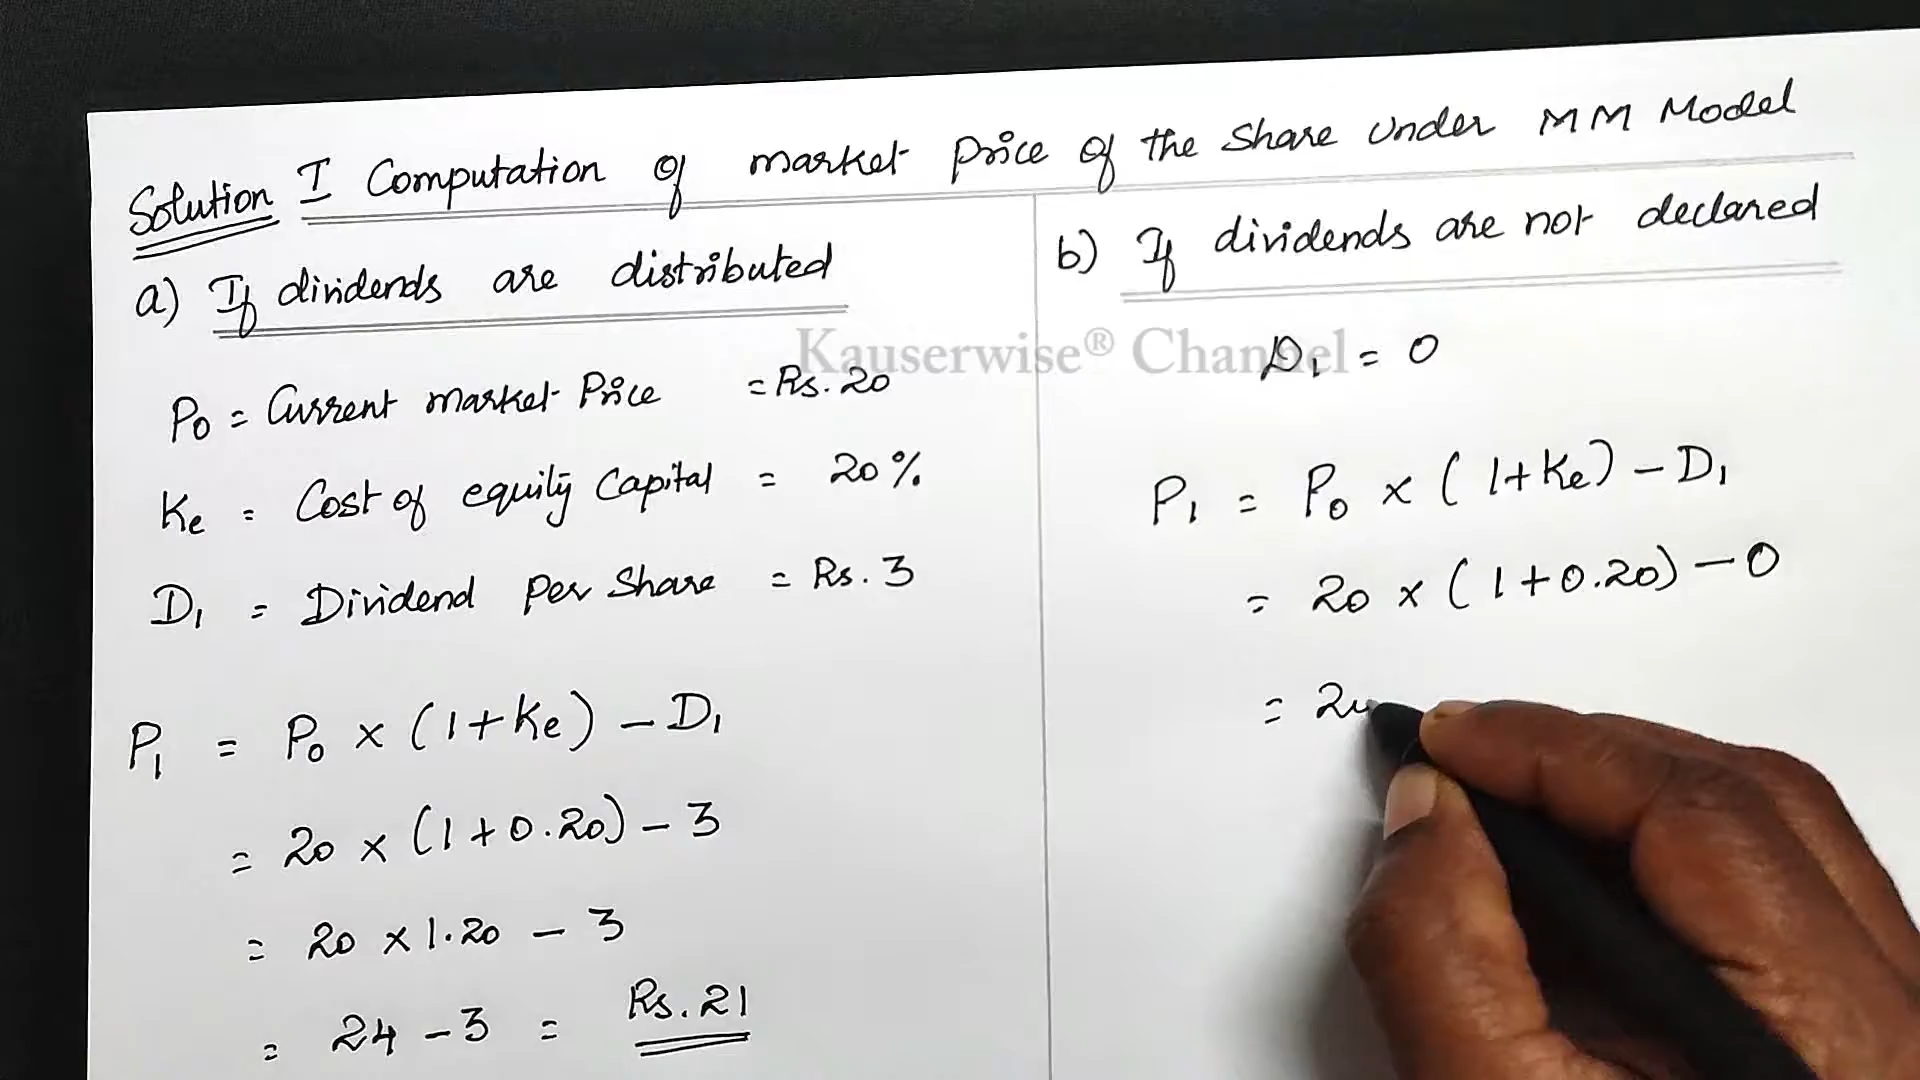 Solution I Computation of market price of the share under MM Model
a) If dividends are distributed
P0 = Current market Price = Rs. 20
Ke = Cost of equity Capital = 20%
D1 = Dividend Per Share = Rs. 3
P1 = P0 × (1+Ke) - D1
= 20 × (1+0.20) - 3
= 20 × 1.20 - 3
= 24 - 3 = Rs. 21
b) If dividends are not declared
Kauserwise® Channel
D1 = 0
P1 = P0 × (1+Ke) - D1
= 20 × (1+0.20) - 0
= 24